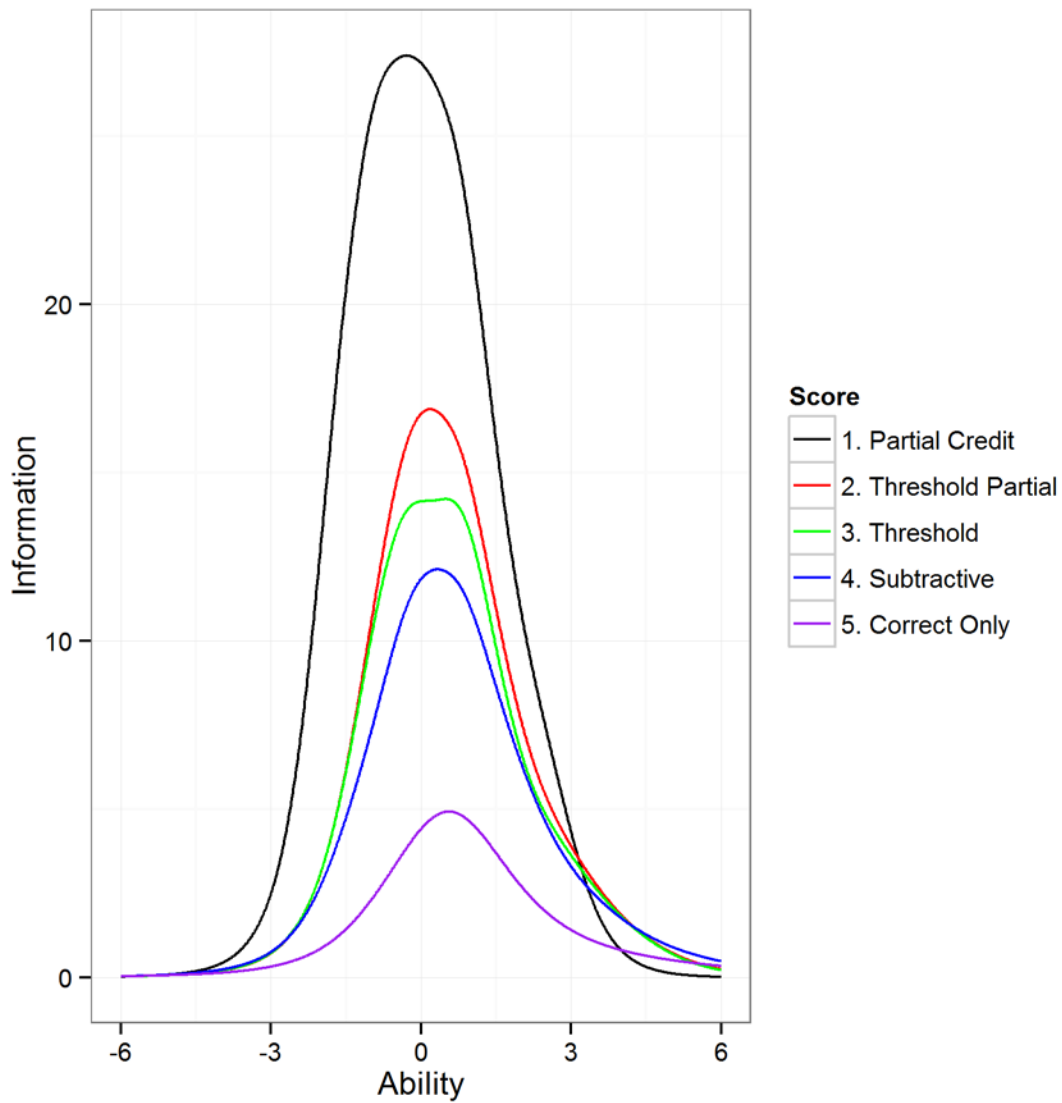 20
10
0
Information
-6 -3 0 3 6
Ability
Score
1. Partial Credit
2. Threshold Partial
3. Threshold
4. Subtractive
5. Correct Only